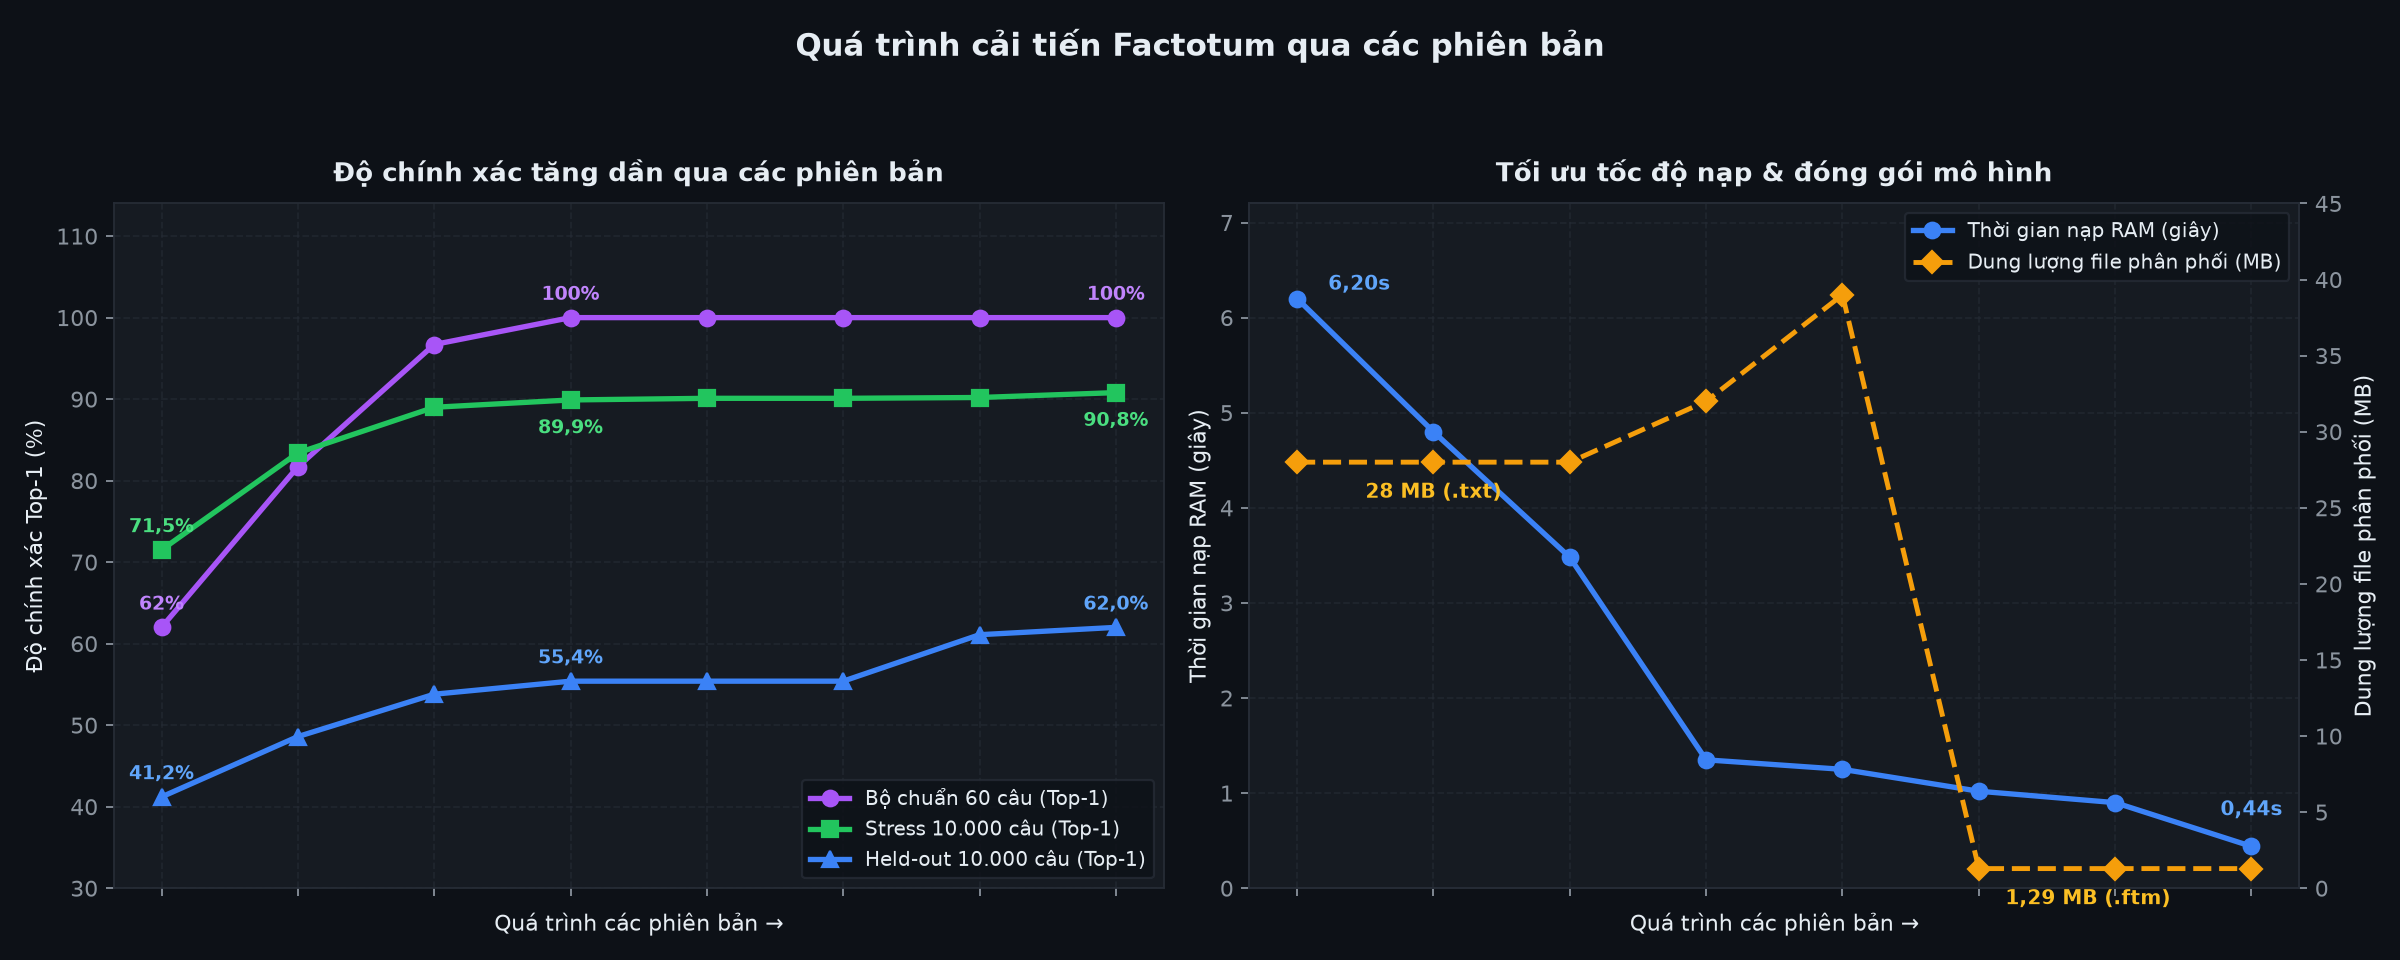 Quá trình cải tiến Factotum qua các phiên bản
Độ chính xác tăng dần qua các phiên bản
Độ chính xác Top-1 (%)
110
100
90
80
70
60
50
40
30
100%
100%
89,9%
90,8%
71,5%
62%
62,0%
55,4%
41,2%
Bộ chuẩn 60 câu (Top-1)
Stress 10.000 câu (Top-1)
Held-out 10.000 câu (Top-1)
Quá trình các phiên bản →
Tối ưu tốc độ nạp & đóng gói mô hình
Thời gian nạp RAM (giây)
7
6
5
4
3
2
1
0
Thời gian nạp RAM (giây)
Dung lượng file phân phối (MB)
6,20s
28 MB (.txt)
0,44s
1,29 MB (.ftm)
45
40
35
30
25
20
15
10
5
0
Dung lượng file phân phối (MB)
Quá trình các phiên bản →